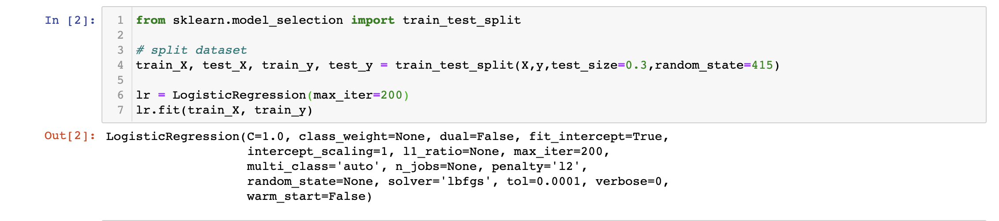 In [2]:
1 from sklearn.model_selection import train_test_split
2
3 # split dataset
4 train_X, test_X, train_y, test_y = train_test_split(X,y,test_size=0.3,random_state=415)
5
6 lr = LogisticRegression(max_iter=200)
7 lr.fit(train_X, train_y)
Out[2]: LogisticRegression(C=1.0, class_weight=None, dual=False, fit_intercept=True,
intercept_scaling=1, l1_ratio=None, max_iter=200,
multi_class='auto', n_jobs=None, penalty='l2',
random_state=None, solver='lbfgs', tol=0.0001, verbose=0,
warm_start=False)